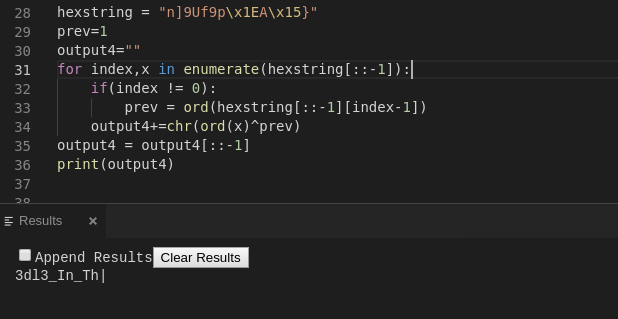 28 hexstring = "n]9Uf9p\x1EA\x15}"
29 prev=1
30 output4=""
31 for index,x in enumerate(hexstring[::-1]):
32 if(index != 0):
33 prev = ord(hexstring[::-1][index-1])
34 output4+=chr(ord(x)^prev)
35 output4 = output4[::-1]
36 print(output4)
37
38
Results ×
Append Results Clear Results
3dl3_In_Th|